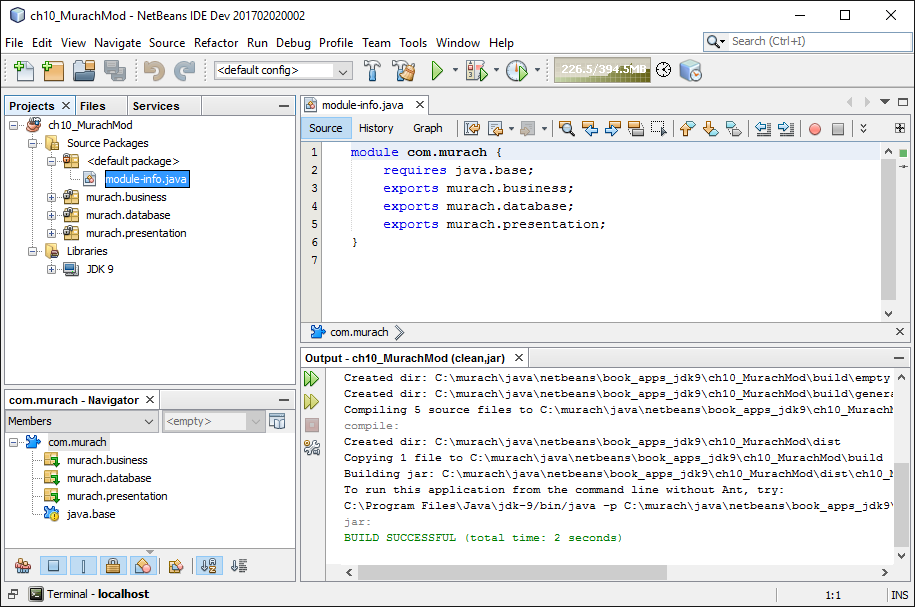 ch10_MurachMod - NetBeans IDE Dev 201702020002
File Edit View Navigate Source Refactor Run Debug Profile Team Tools Window Help
Search (Ctrl+I)
<default config>
226.5/394.5MB
Projects
Files
Services
ch10_MurachMod
Source Packages
<default package>
module-info.java
murach.business
murach.database
murach.presentation
Libraries
JDK 9
module-info.java
Source History Graph
1 module com.murach {
2 requires java.base;
3 exports murach.business;
4 exports murach.database;
5 exports murach.presentation;
6 }
7
com.murach
com.murach - Navigator
Members
<empty>
com.murach
murach.business
murach.database
murach.presentation
java.base
Output - ch10_MurachMod (clean,jar)
Created dir: C:\murach\java\netbeans\book_apps_jdk9\ch10_MurachMod\build\empty
Created dir: C:\murach\java\netbeans\book_apps_jdk9\ch10_MurachMod\build\genera
Compiling 5 source files to C:\murach\java\netbeans\book_apps_jdk9\ch10_MurachM
compile:
Created dir: C:\murach\java\netbeans\book_apps_jdk9\ch10_MurachMod\dist
Copying 1 file to C:\murach\java\netbeans\book_apps_jdk9\ch10_MurachMod\build
Building jar: C:\murach\java\netbeans\book_apps_jdk9\ch10_MurachMod\dist\ch10_M
To run this application from the command line without Ant, try:
C:\Program Files\Java\jdk-9/bin/java -p C:\murach\java\netbeans\book_apps_jdk9\
jar:
BUILD SUCCESSFUL (total time: 2 seconds)
Terminal - localhost
1:1
INS